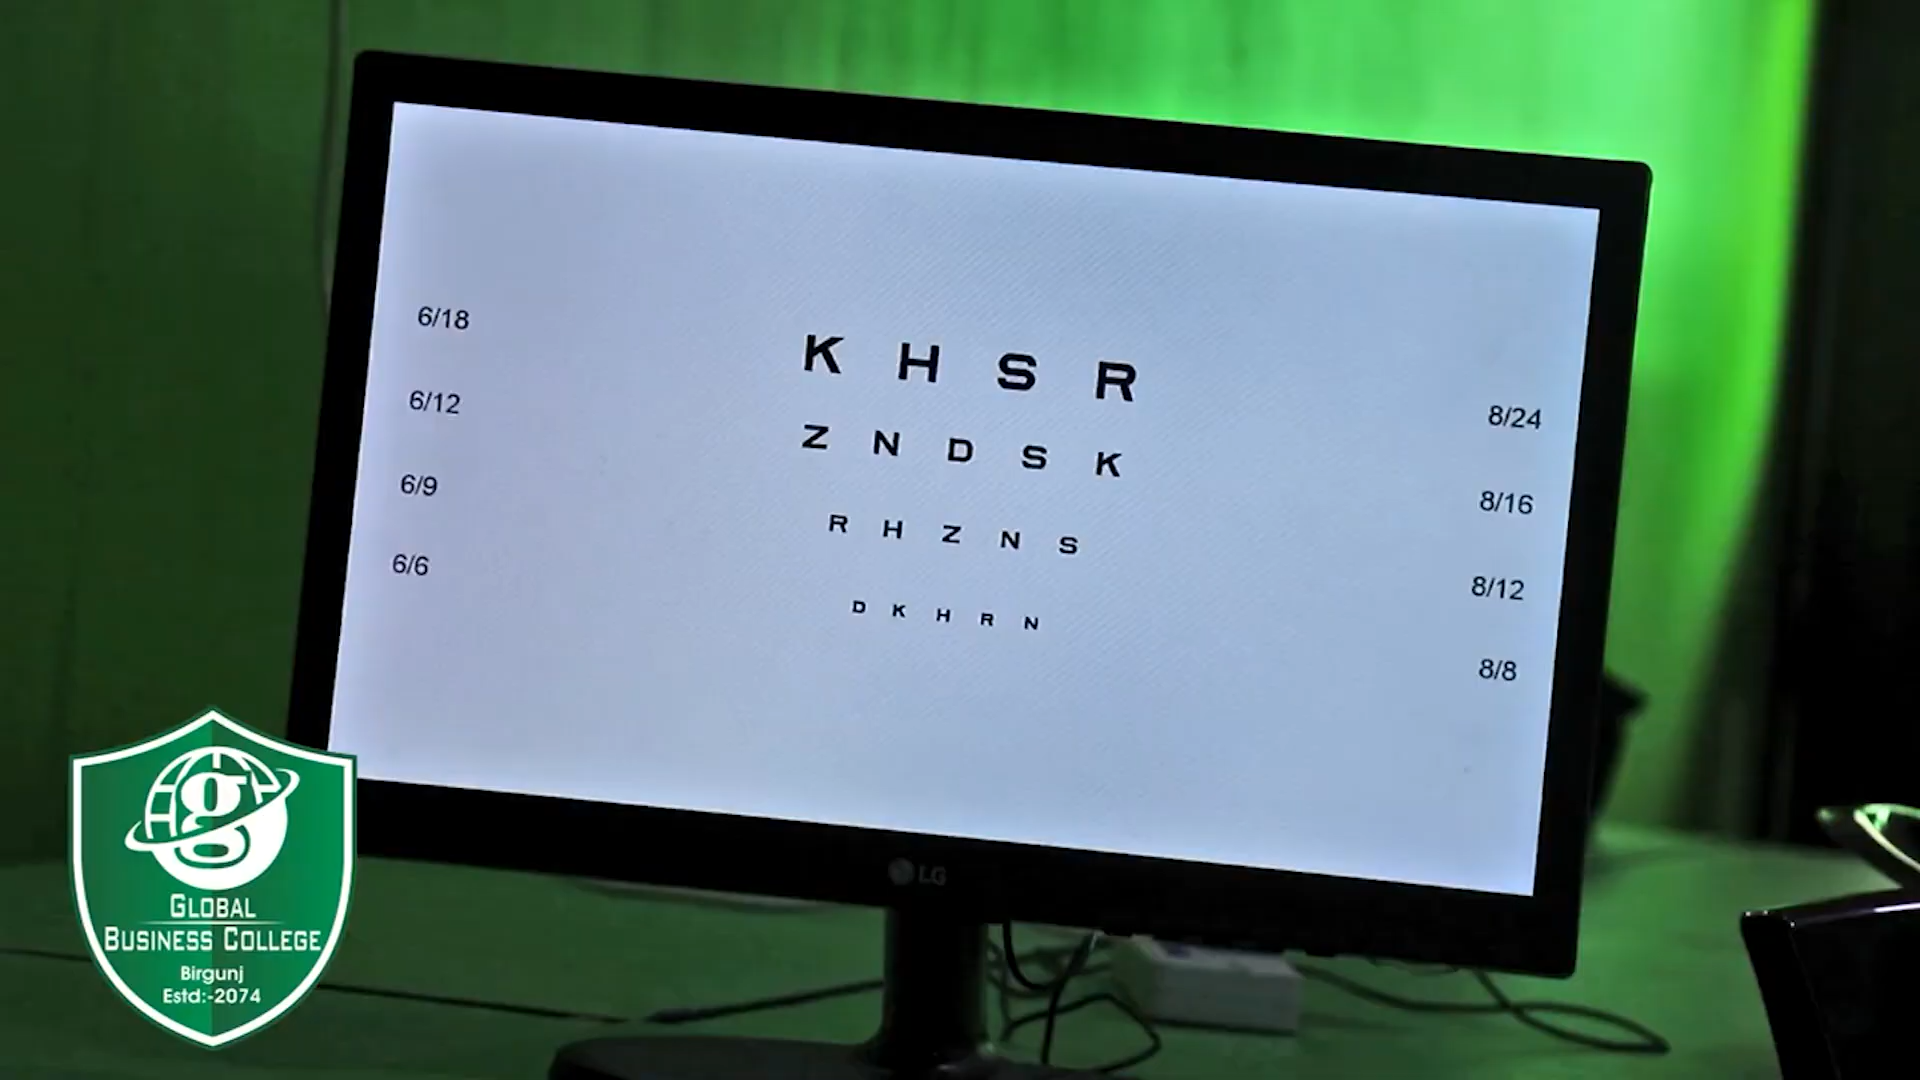 6/18 K H S R 8/24
6/12 Z N D S K 8/16
6/9 R H Z N S 8/12
6/6 D K H R N 8/8
LG
g
GLOBAL
BUSINESS COLLEGE
Birgunj
Estd:-2074